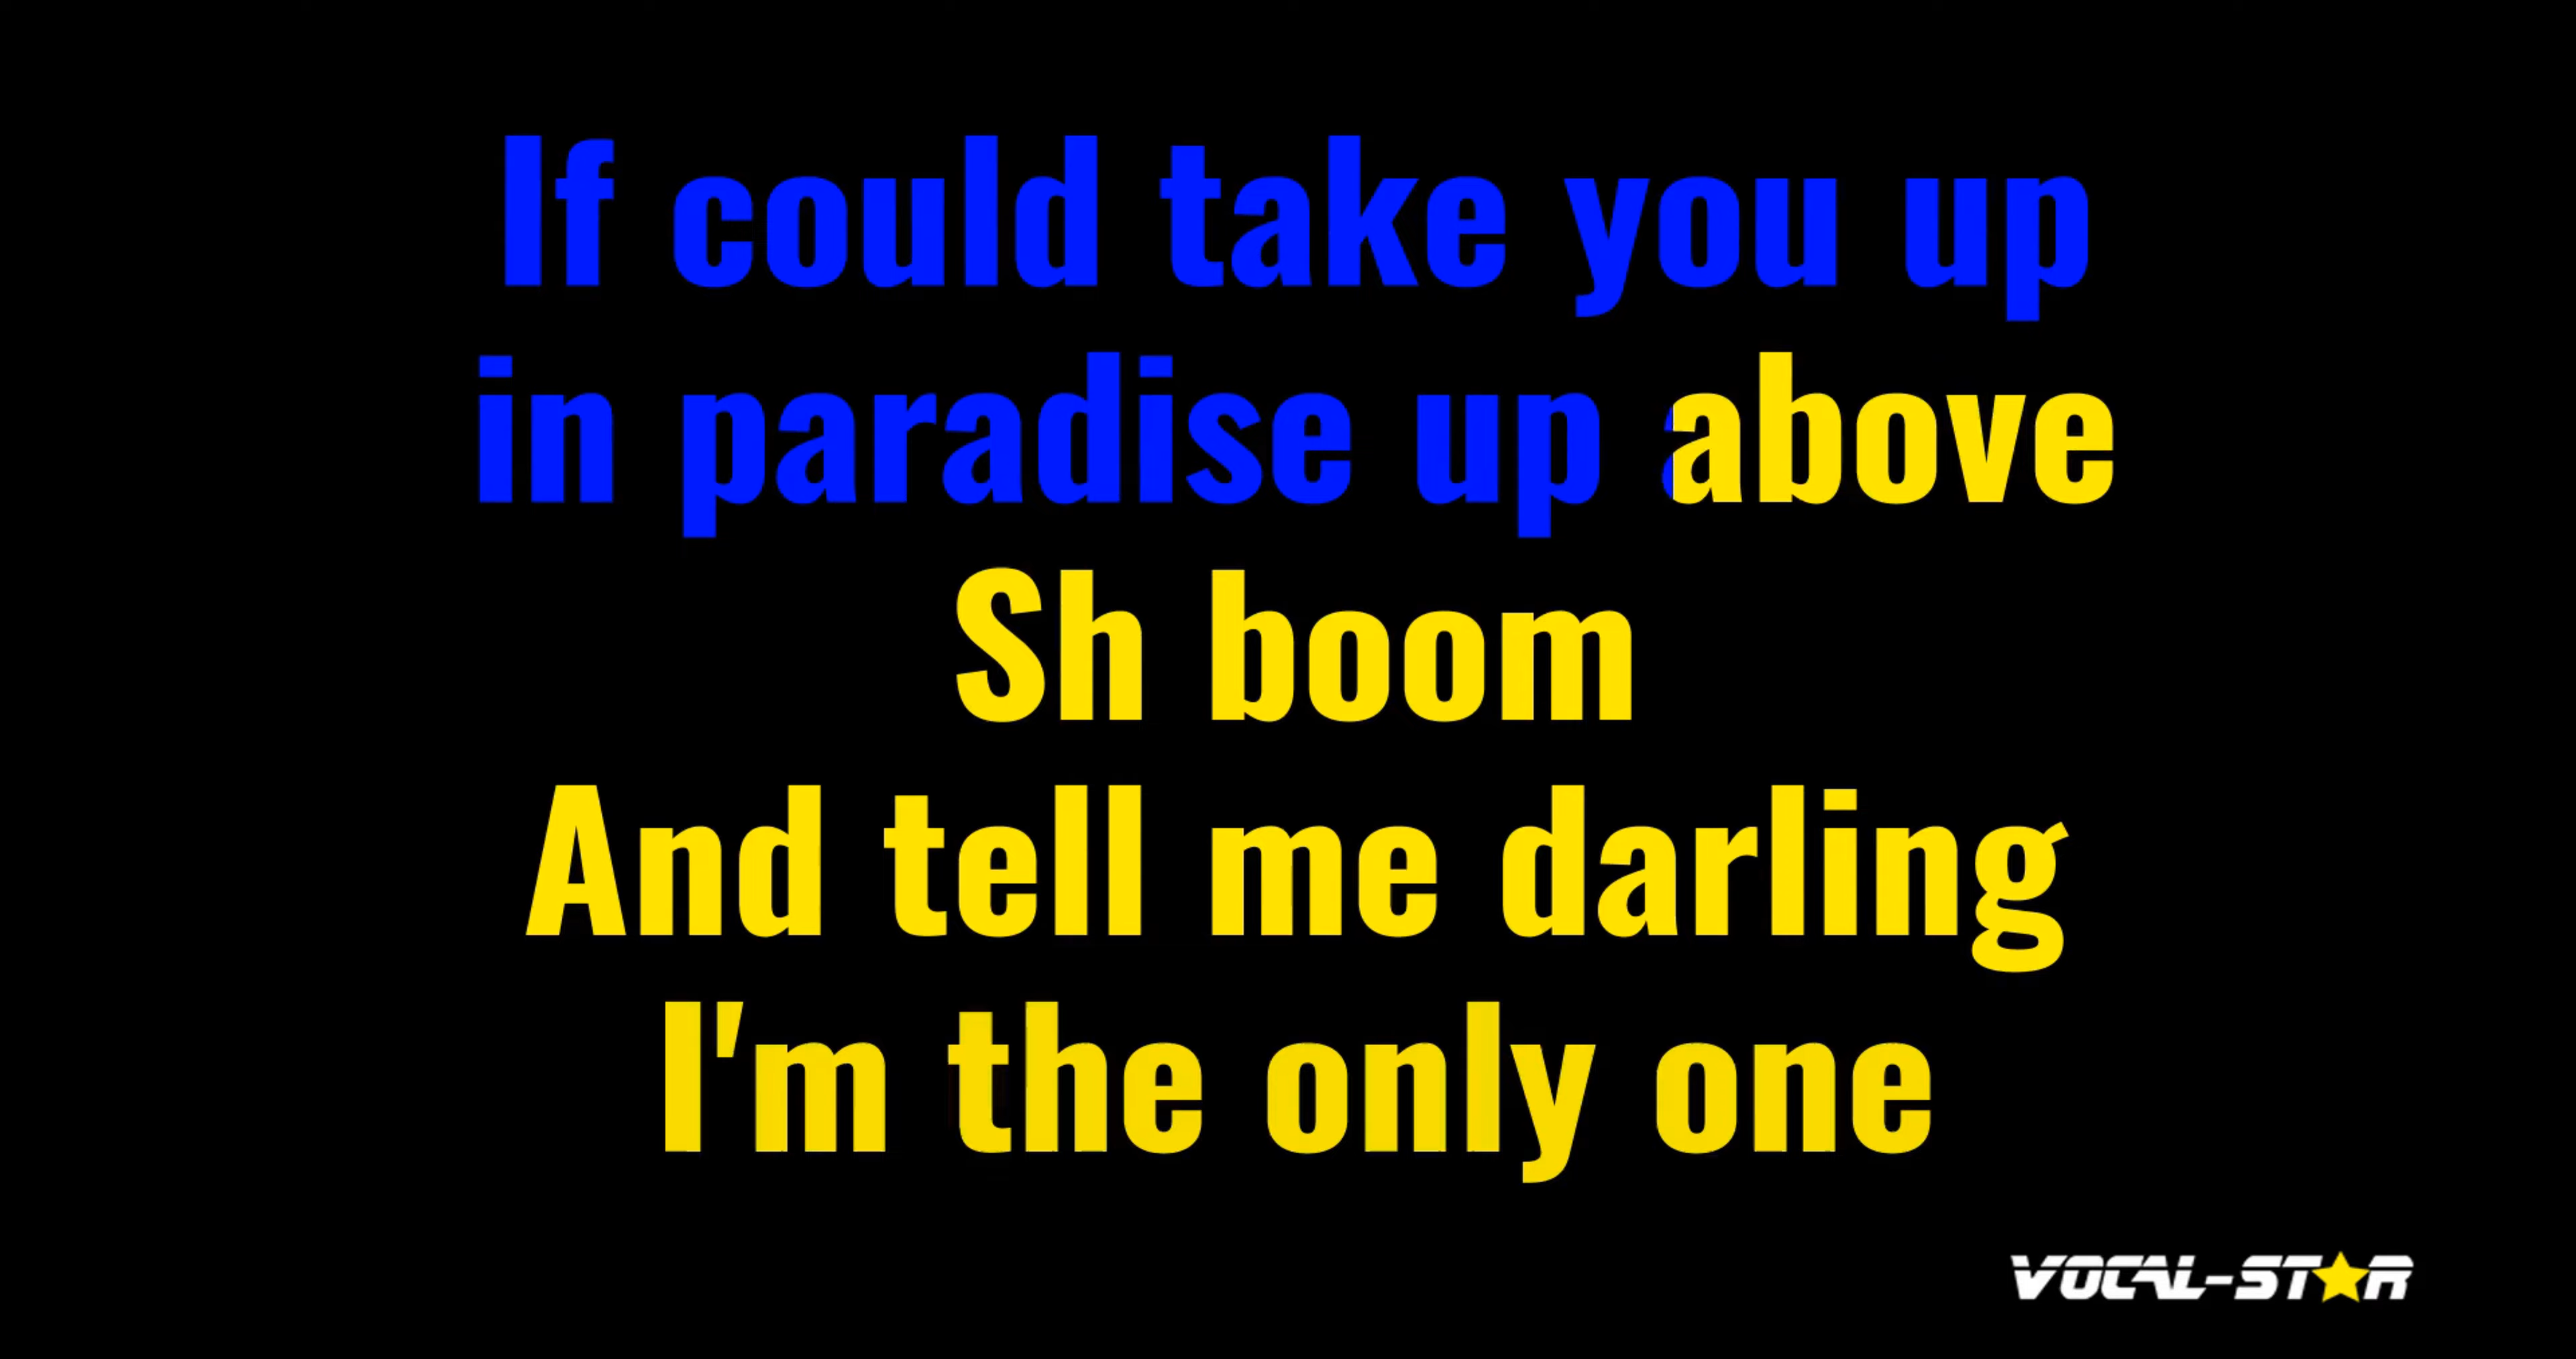 If could take you up
in paradise up above
Sh boom
And tell me darling
I'm the only one
VOCAL-STAR